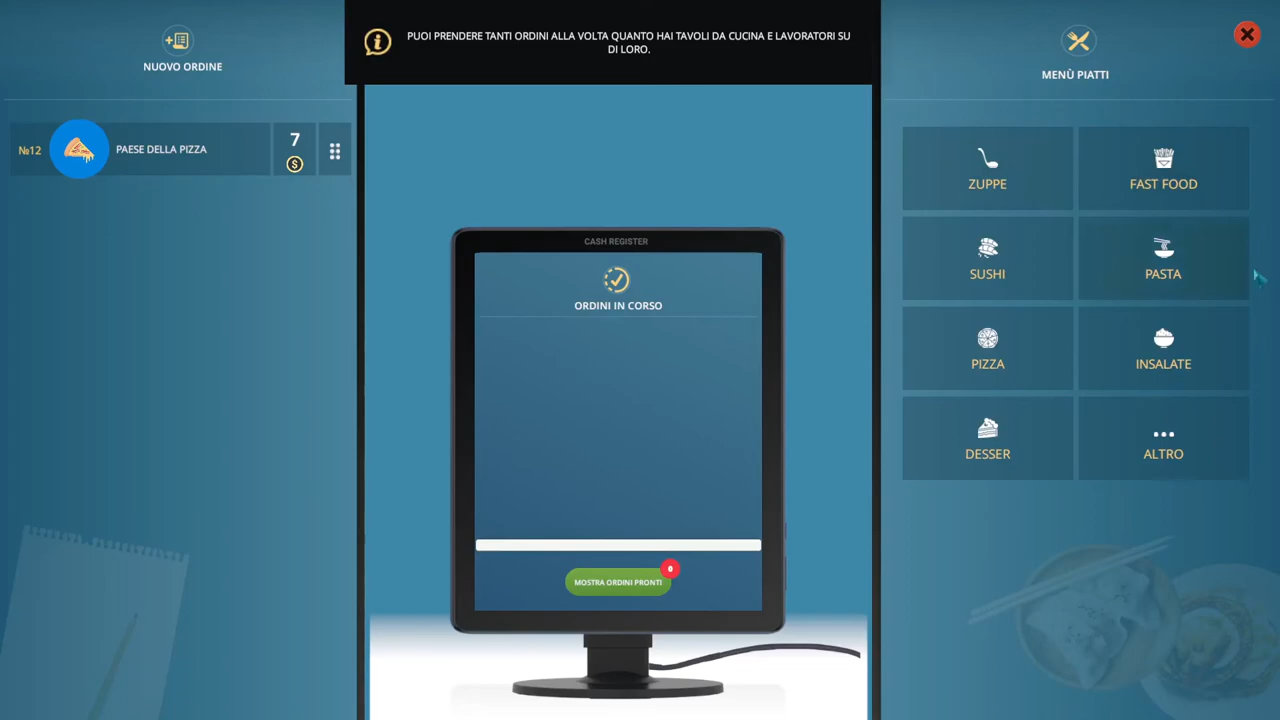 NUOVO ORDINE
PUOI PRENDERE TANTI ORDINI ALLA VOLTA QUANTO HAI TAVOLI DA CUCINA E LAVORATORI SU
DI LORO.
MENÙ PIATTI
№12
PAESE DELLA PIZZA
7
ZUPPE
FAST FOOD
SUSHI
PASTA
PIZZA
INSALATE
DESSER
ALTRO
CASH REGISTER
ORDINI IN CORSO
MOSTRA ORDINI PRONTI
0